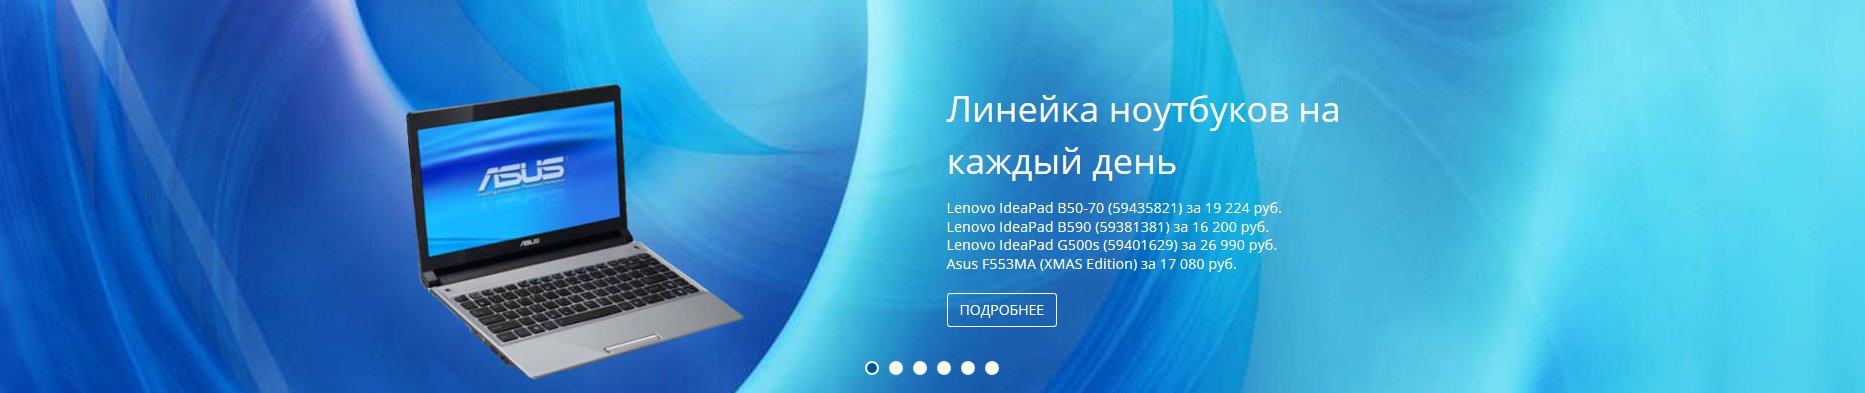 ASUS
ASUS
Линейка ноутбуков на
каждый день
Lenovo IdeaPad B50-70 (59435821) за 19 224 руб.
Lenovo IdeaPad B590 (59381381) за 16 200 руб.
Lenovo IdeaPad G500s (59401629) за 26 990 руб.
Asus F553MA (XMAS Edition) за 17 080 руб.
ПОДРОБНЕЕ